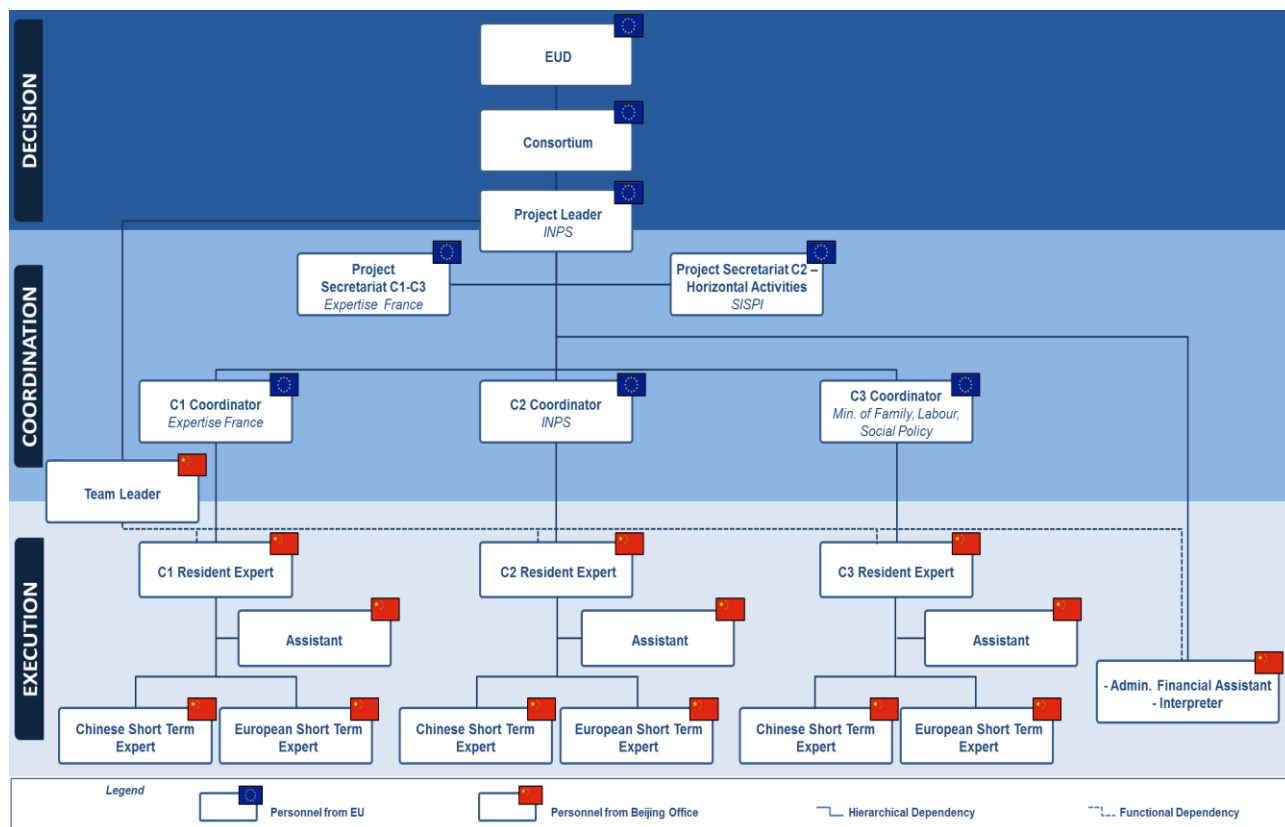 DECISION
EUD
Consortium
Project Leader
INPS
COORDINATION
Project
Secretariat C1-C3
Expertise France
Project Secretariat C2 –
Horizontal Activities
SISPI
C1 Coordinator
Expertise France
C2 Coordinator
INPS
C3 Coordinator
Min. of Family, Labour,
Social Policy
Team Leader
EXECUTION
C1 Resident Expert
C2 Resident Expert
C3 Resident Expert
Assistant
Assistant
Assistant
- Admin. Financial Assistant
- Interpreter
Chinese Short Term
Expert
European Short Term
Expert
Chinese Short Term
Expert
European Short Term
Expert
Chinese Short Term
Expert
European Short Term
Expert
Legend
Personnel from EU
Personnel from Beijing Office
Hierarchical Dependency
Functional Dependency